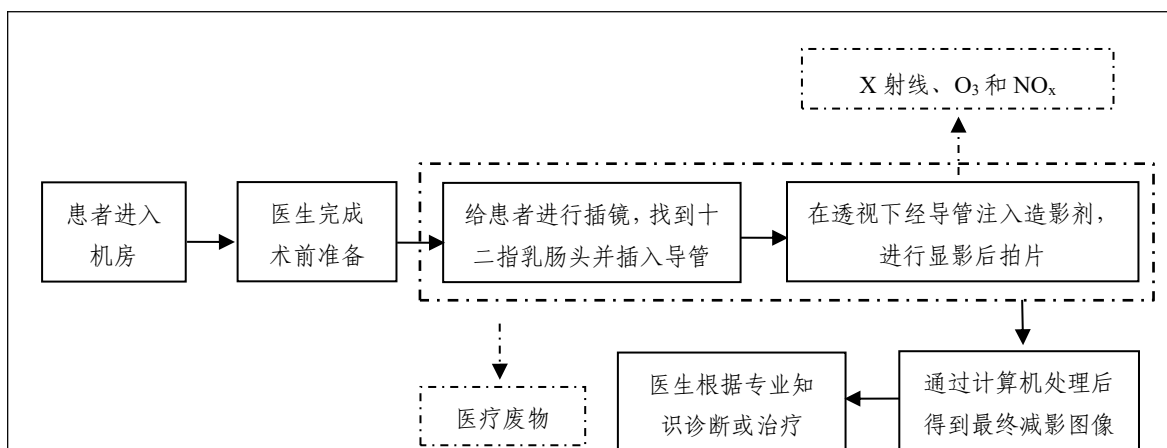 X 射线、O₃ 和 NOₓ
患者进入
机房
医生完成
术前准备
给患者进行插镜，找到十
二指乳肠头并插入导管
在透视下经导管注入造影剂，
进行显影后拍片
医疗废物
医生根据专业知
识诊断或治疗
通过计算机处理后
得到最终减影图像